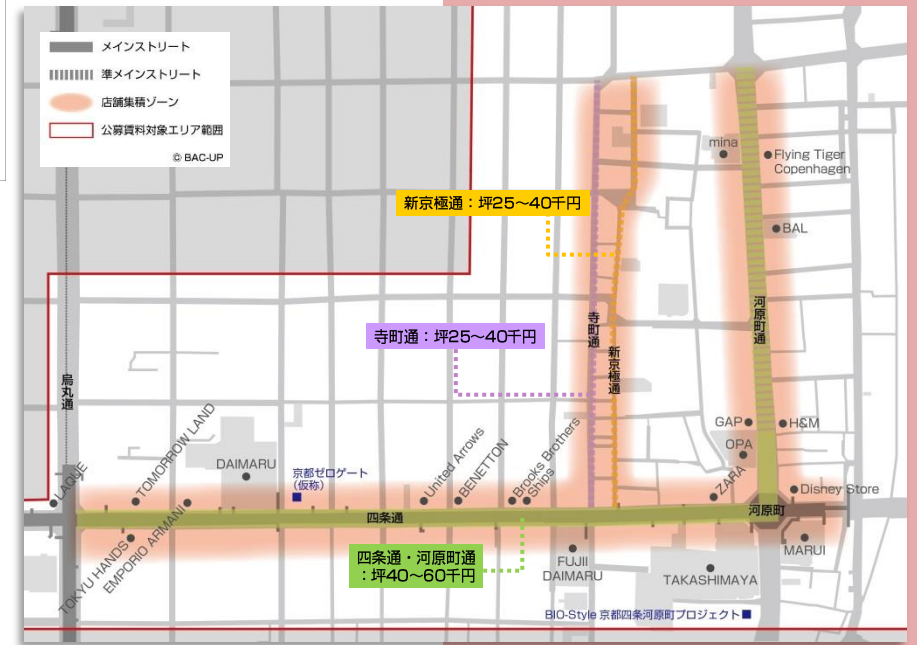 メインストリート
準メインストリート
店舗集積ゾーン
公募賃料対象エリア範囲
© BAC-UP
mina
Flying Tiger
Copenhagen
新京極通：坪25～40千円
BAL
河原町通
寺町通
寺町通：坪25～40千円
新京極通
烏丸通
GAP
H&M
OPA
LAQUE
TOMORROW LAND
DAIMARU
京都ゼロゲート
（仮称）
United Arrows
BENETTON
Brooks Brothers
Ships
ZARA
Disney Store
EMPORIO ARMANI
四条通
河原町
TOKYU HANDS
四条通・河原町通
：坪40～60千円
FUJII
DAIMARU
TAKASHIMAYA
MARUI
BIO-Style 京都四条河原町プロジェクト